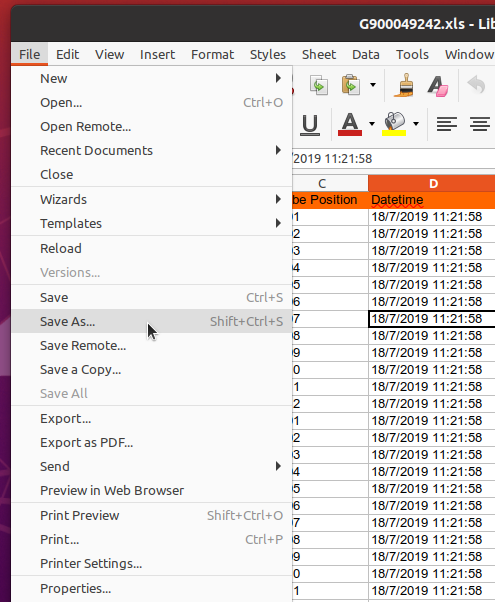 G900049242.xls - Lib
File Edit View Insert Format Styles Sheet Data Tools Window
New
Open... Ctrl+O
Open Remote...
Recent Documents
Close
Wizards
Templates
Reload
Versions...
Save Ctrl+S
Save As... Shift+Ctrl+S
Save Remote...
Save a Copy...
Save All
Export...
Export as PDF...
Send
Preview in Web Browser
Print Preview Shift+Ctrl+O
Print... Ctrl+P
Printer Settings...
Properties...
U A
/2019 11:21:58
C D
be Position Datetime
01 18/7/2019 11:21:58
02 18/7/2019 11:21:58
03 18/7/2019 11:21:58
04 18/7/2019 11:21:58
05 18/7/2019 11:21:58
06 18/7/2019 11:21:58
07 18/7/2019 11:21:58
08 18/7/2019 11:21:58
09 18/7/2019 11:21:58
0 18/7/2019 11:21:58
1 18/7/2019 11:21:58
2 18/7/2019 11:21:58
01 18/7/2019 11:21:58
02 18/7/2019 11:21:58
03 18/7/2019 11:21:58
04 18/7/2019 11:21:58
05 18/7/2019 11:21:58
06 18/7/2019 11:21:58
07 18/7/2019 11:21:58
08 18/7/2019 11:21:58
09 18/7/2019 11:21:58
0 18/7/2019 11:21:58
1 18/7/2019 11:21:58